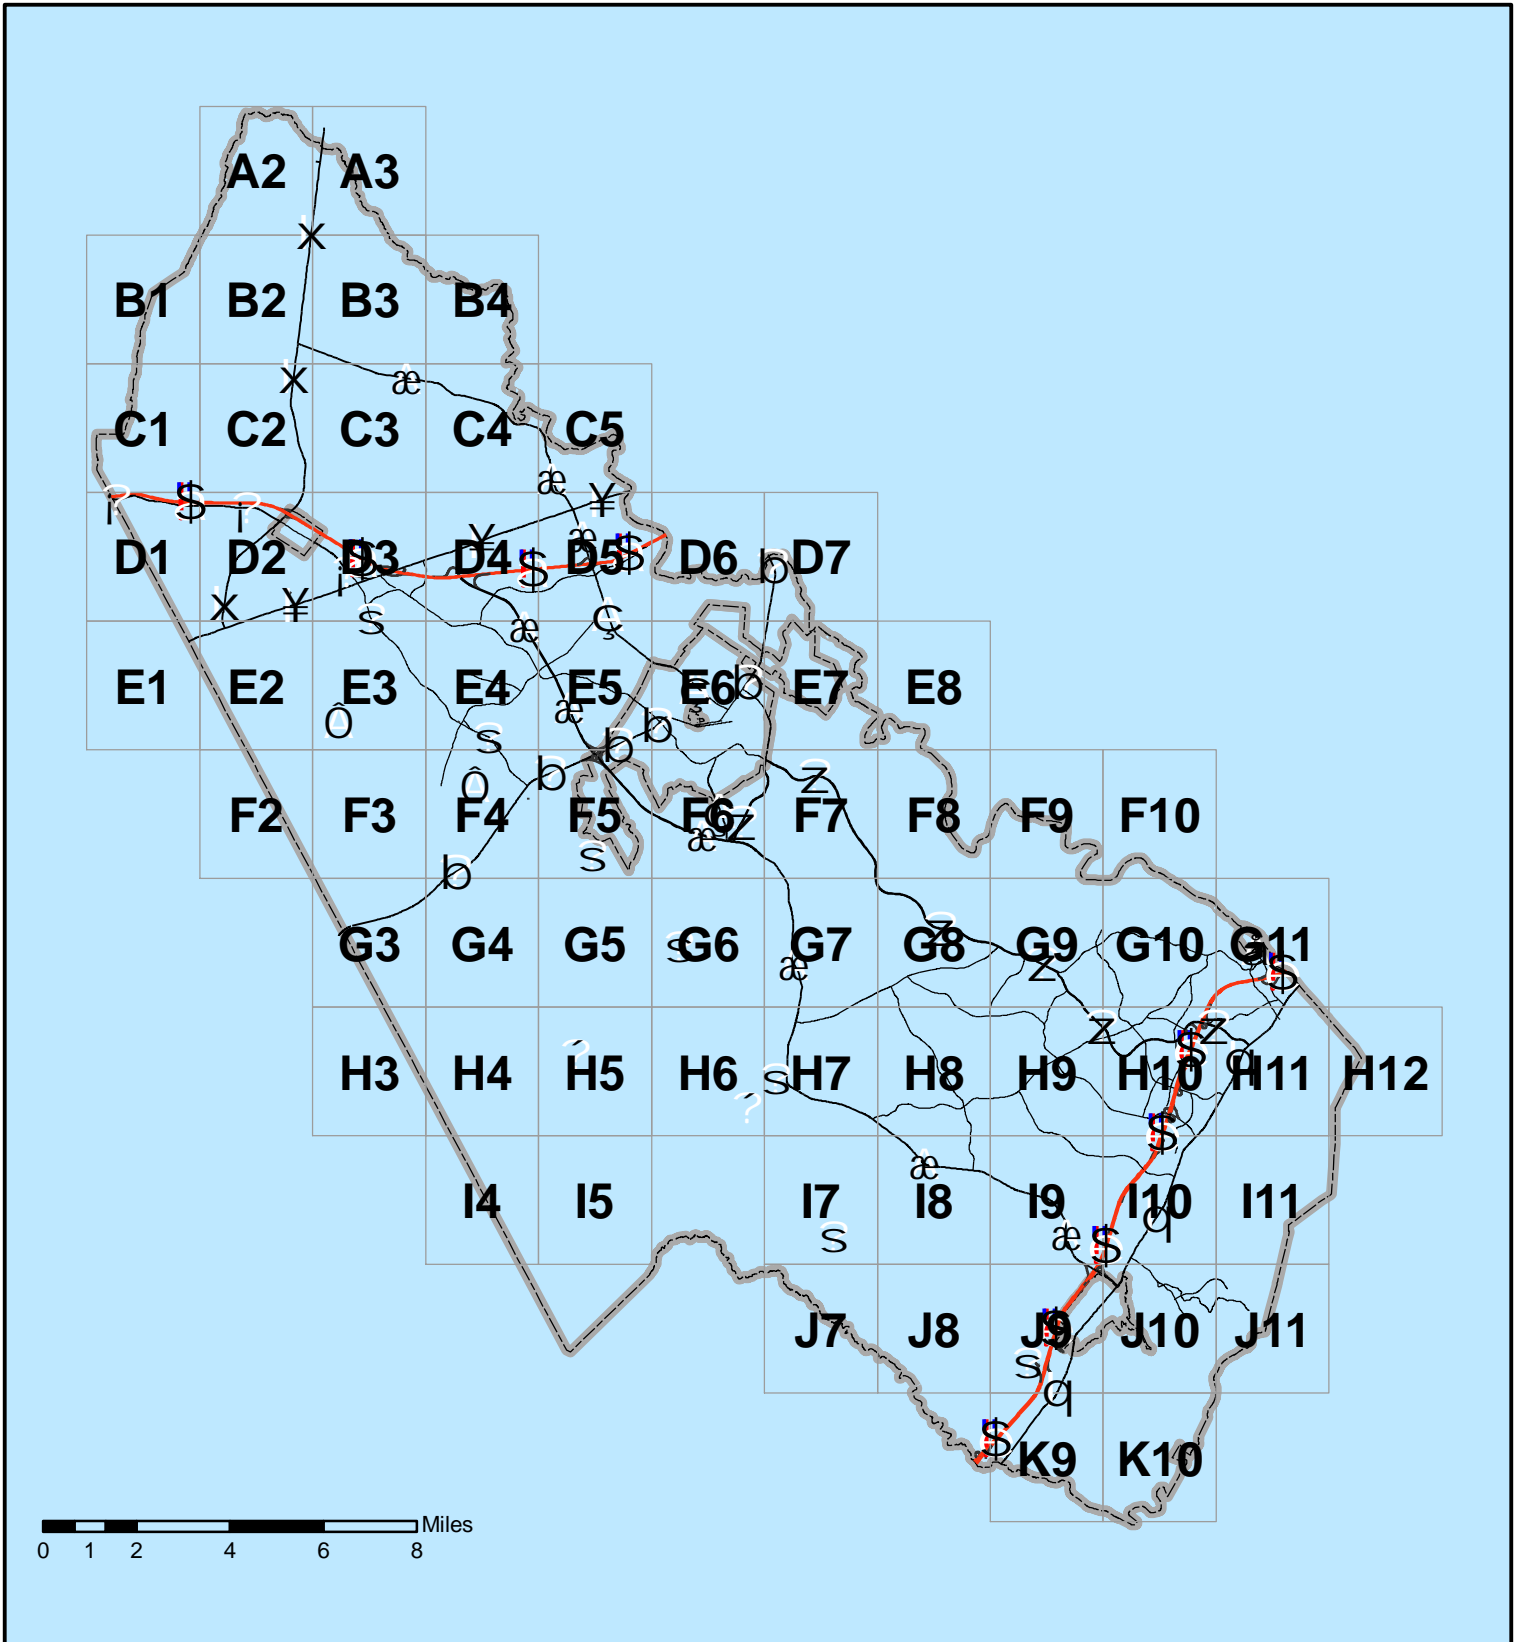 A2 A3
B1 B2 B3 B4
C1 C2 C3 C4 C5
D1 D2 D3 D4 D5 D6 D7
E1 E2 E3 E4 E5 E6 E7 E8
F2 F3 F4 F5 F6 F7 F8 F9 F10
G3 G4 G5 G6 G7 G8 G9 G10 G11
H3 H4 H5 H6 H7 H8 H9 H10 H11 H12
I4 I5 I7 I8 I9 I10 I11
J7 J8 J9 J10 J11
K9 K10
Miles
0 1 2 4 6 8